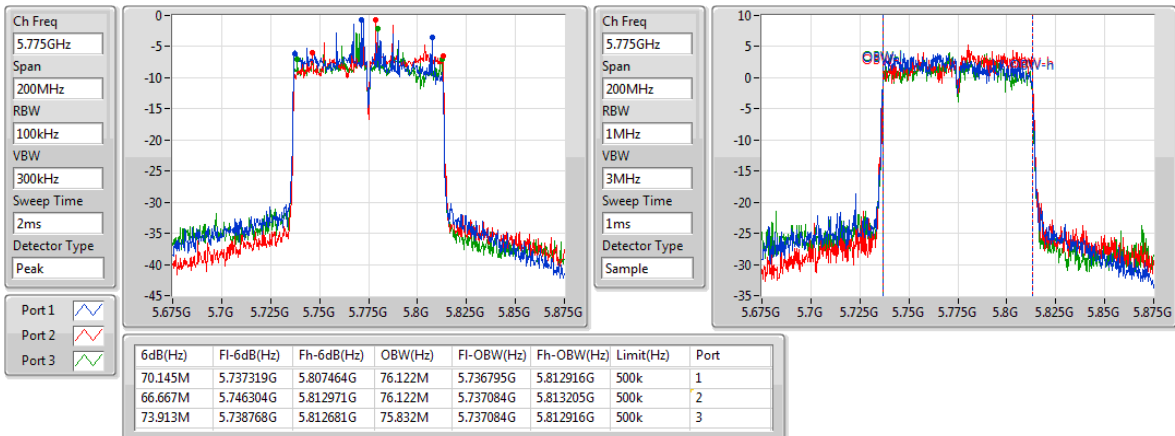 Ch Freq
5.775GHz
Span
200MHz
RBW
100kHz
VBW
300kHz
Sweep Time
2ms
Detector Type
Peak
Port 1
Port 2
Port 3
0
-5
-10
-15
-20
-25
-30
-35
-40
-45
5.675G 5.7G 5.725G 5.75G 5.775G 5.8G 5.825G 5.85G 5.875G
Ch Freq
5.775GHz
Span
200MHz
RBW
1MHz
VBW
3MHz
Sweep Time
1ms
Detector Type
Sample
10
5
0
-5
-10
-15
-20
-25
-30
-35
OBW
OBW-h
5.675G 5.7G 5.725G 5.75G 5.775G 5.8G 5.825G 5.85G 5.875G
6dB(Hz) Fl-6dB(Hz) Fh-6dB(Hz) OBW(Hz) Fl-OBW(Hz) Fh-OBW(Hz) Limit(Hz) Port
70.145M 5.737319G 5.807464G 76.122M 5.736795G 5.812916G 500k 1
66.667M 5.746304G 5.812971G 76.122M 5.737084G 5.813205G 500k 2
73.913M 5.738768G 5.812681G 75.832M 5.737084G 5.812916G 500k 3